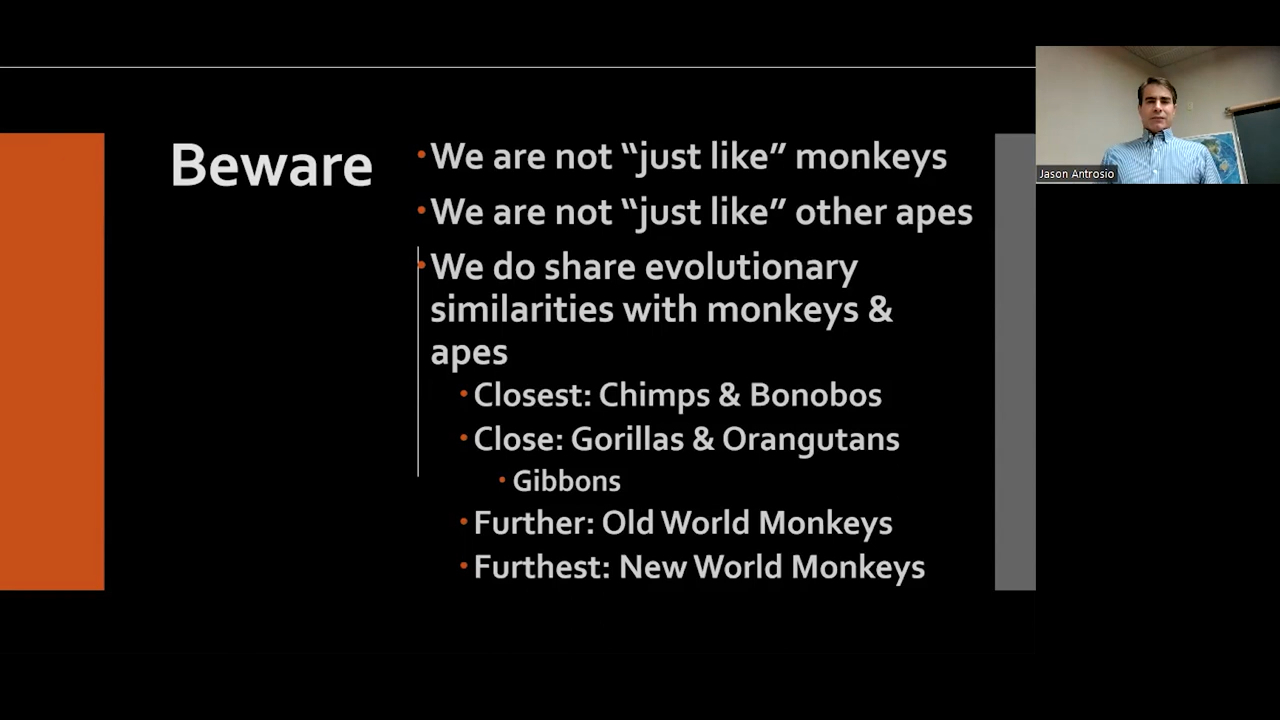 Beware
• We are not “just like” monkeys
• We are not “just like” other apes
• We do share evolutionary
similarities with monkeys &
apes
• Closest: Chimps & Bonobos
• Close: Gorillas & Orangutans
• Gibbons
• Further: Old World Monkeys
• Furthest: New World Monkeys
Jason Antrosio